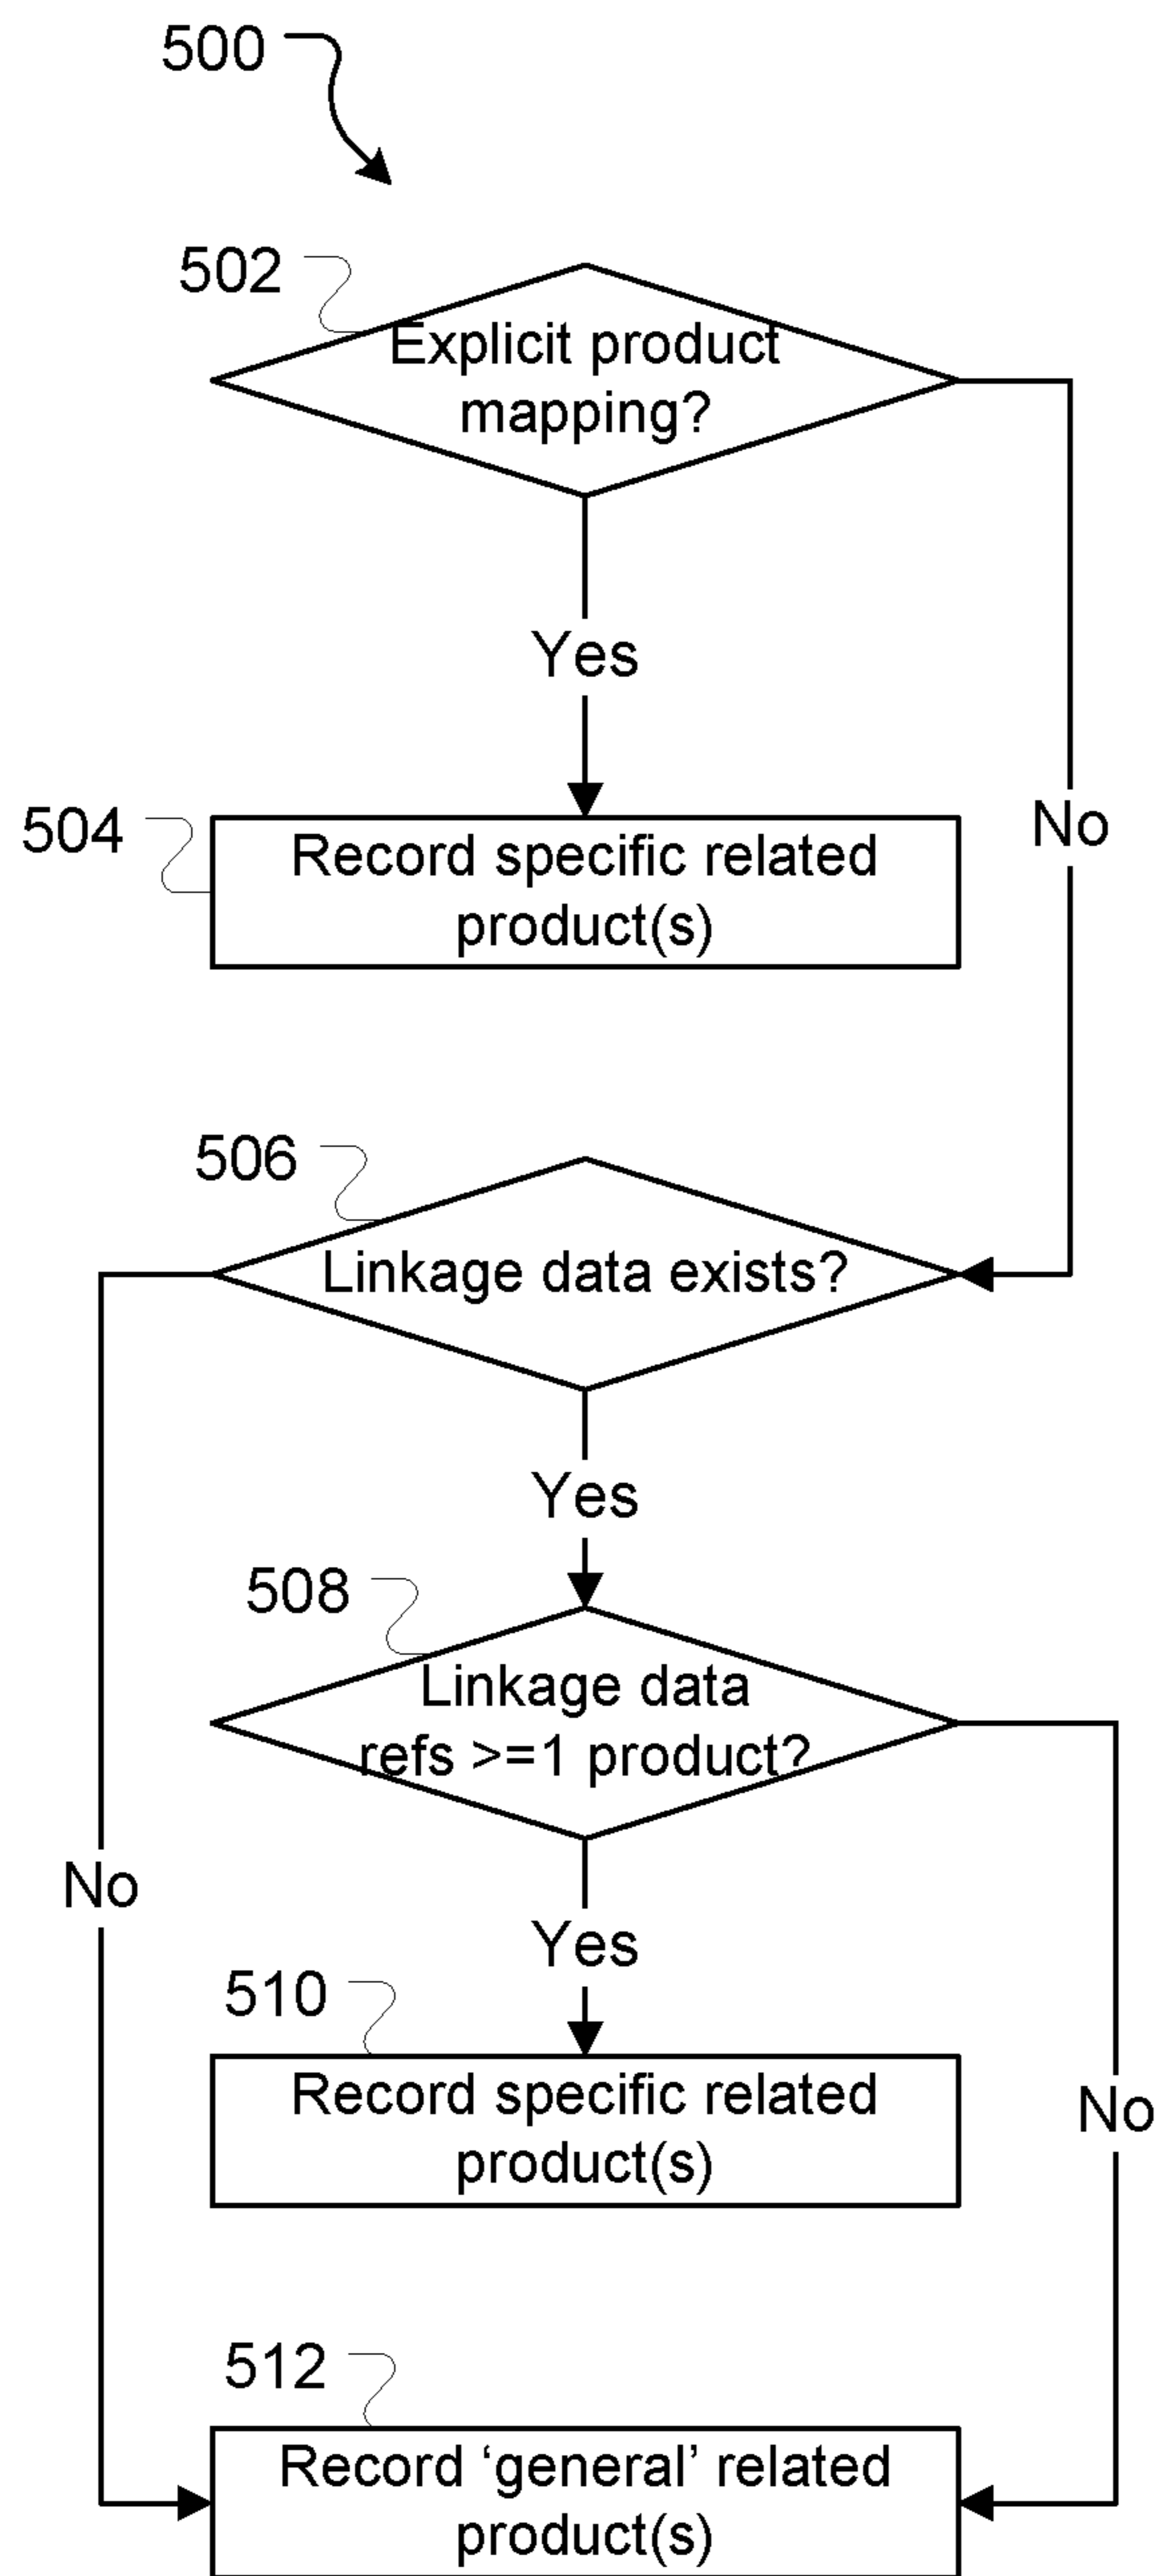 500
502
Explicit product
mapping?
Yes
504
Record specific related
product(s)
No
506
Linkage data exists?
Yes
508
Linkage data
refs >=1 product?
No
Yes
510
Record specific related
product(s)
No
512
Record ‘general’ related
product(s)